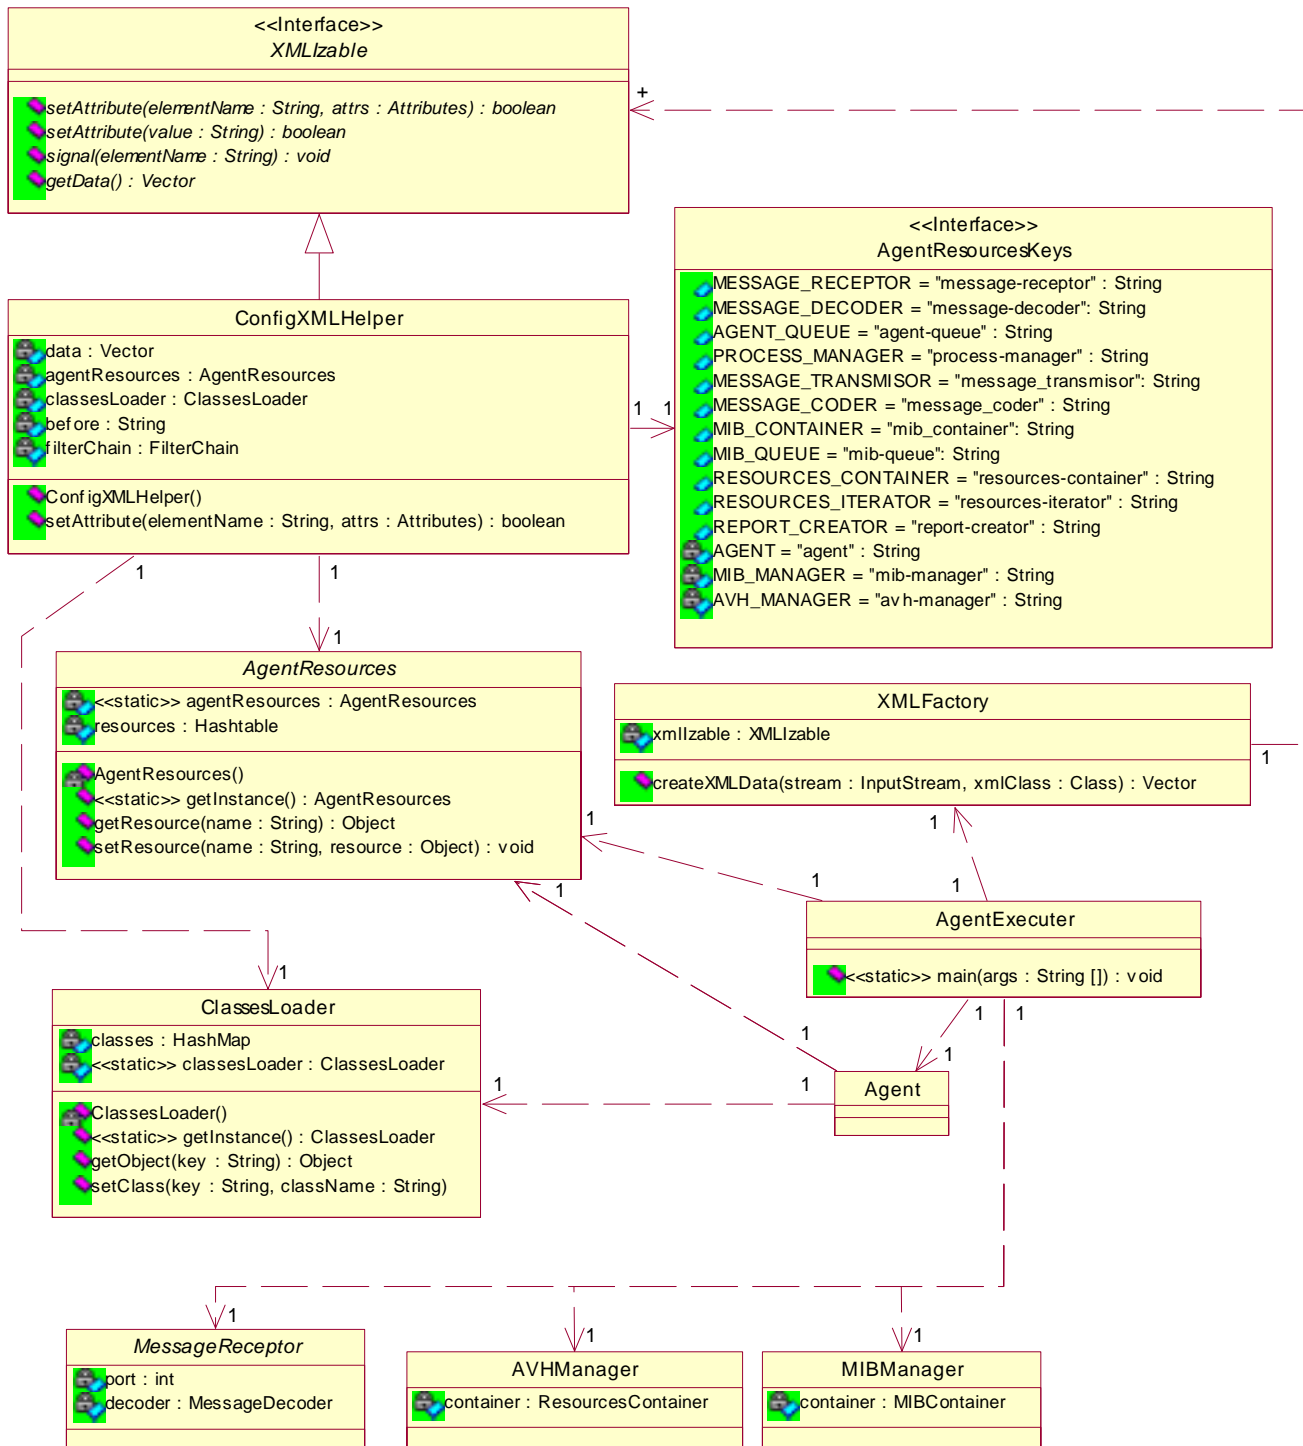 <<Interface>>
XMLIzable
setAttribute(elementName : String, attrs : Attributes) : boolean
setAttribute(value : String) : boolean
signal(elementName : String) : void
getData() : Vector
+
<<Interface>>
AgentResourcesKeys
MESSAGE_RECEPTOR = "message-receptor" : String
MESSAGE_DECODER = "message-decoder" : String
AGENT_QUEUE = "agent-queue" : String
PROCESS_MANAGER = "process-manager" : String
MESSAGE_TRANSMISOR = "message_transmisor": String
MESSAGE_CODER = "message_coder" : String
MIB_CONTAINER = "mib_container": String
MIB_QUEUE = "mib-queue": String
RESOURCES_CONTAINER = "resources-container" : String
RESOURCES_ITERATOR = "resources-iterator" : String
REPORT_CREATOR = "report-creator" : String
AGENT = "agent" : String
MIB_MANAGER = "mib-manager" : String
AVH_MANAGER = "avh-manager" : String
ConfigXMLHelper
data : Vector
agentResources : AgentResources
classesLoader : ClassesLoader
before : String
filterChain : FilterChain
ConfigXMLHelper()
setAttribute(elementName : String, attrs : Attributes) : boolean
1 1
1
1
1
AgentResources
<<static>> agentResources : AgentResources
resources : Hashtable
AgentResources()
<<static>> getInstance() : AgentResources
getResource(name : String) : Object
setResource(name : String, resource : Object) : void
XMLFactory
xmlIzable : XMLIzable
createXMLData(stream : InputStream, xmlClass : Class) : Vector
1
1
1
1
1
1
AgentExecuter
<<static>> main(args : String []) : void
1
1
1
1
1
ClassesLoader
classes : HashMap
<<static>> classesLoader : ClassesLoader
ClassesLoader()
<<static>> getInstance() : ClassesLoader
getObject(key : String) : Object
setClass(key : String, className : String)
1
1
1
Agent
1
1
1
MessageReceptor
port : int
decoder : MessageDecoder
AVHManager
container : ResourcesContainer
MIBManager
container : MIBContainer